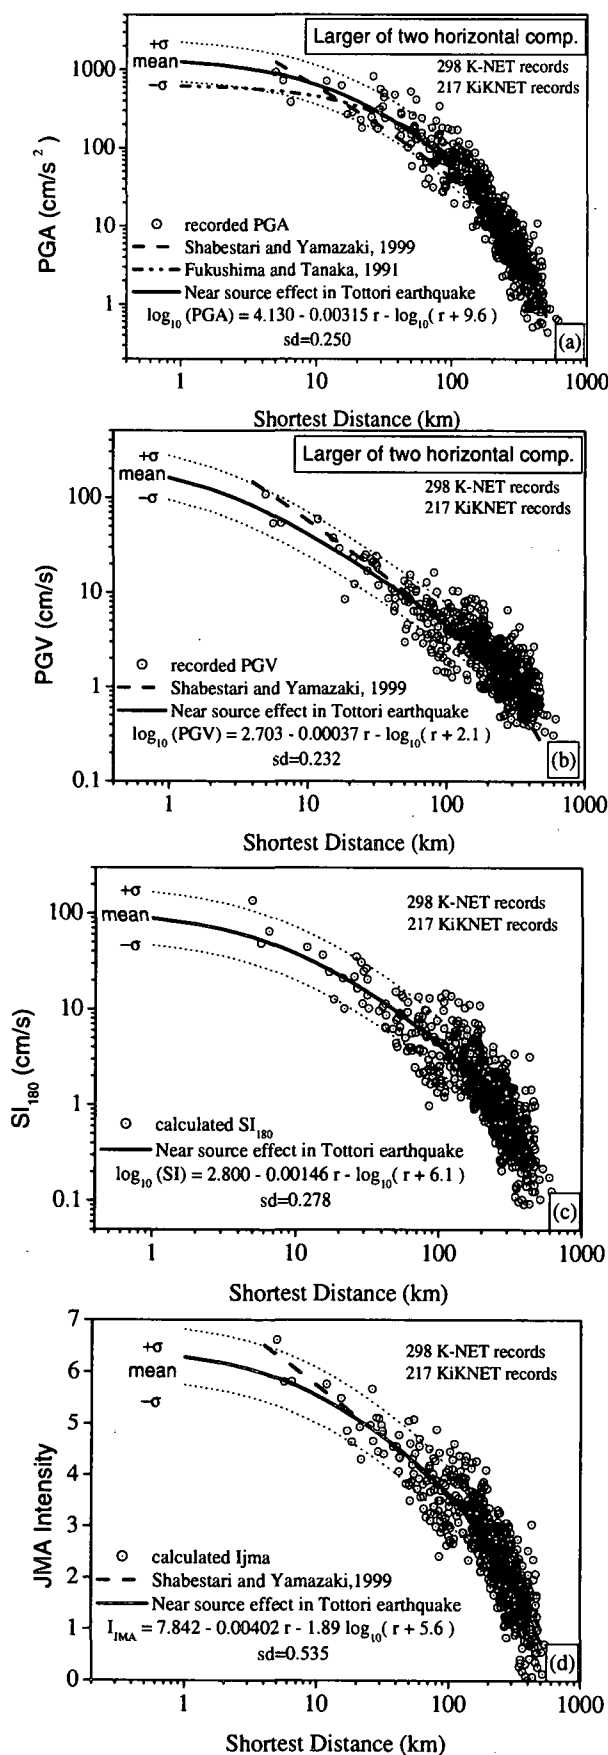 Larger of two horizontal comp.
298 K-NET records
217 KiKNET records
+σ
mean
−σ
1000
100
10
1
PGA (cm/s²)
recorded PGA
Shabestari and Yamazaki, 1999
Fukushima and Tanaka, 1991
Near source effect in Tottori earthquake
log₁₀ (PGA) = 4.130 - 0.00315 r - log₁₀( r + 9.6 )
sd=0.250
(a)
1 10 100 1000
Shortest Distance (km)
Larger of two horizontal comp.
298 K-NET records
217 KiKNET records
+σ
mean
−σ
100
10
1
0.1
PGV (cm/s)
recorded PGV
Shabestari and Yamazaki, 1999
Near source effect in Tottori earthquake
log₁₀ (PGV) = 2.703 - 0.00037 r - log₁₀( r + 2.1 )
sd=0.232
(b)
1 10 100 1000
Shortest Distance (km)
298 K-NET records
217 KiKNET records
+σ
mean
−σ
100
10
1
0.1
SI₁₈₀ (cm/s)
calculated SI₁₈₀
Near source effect in Tottori earthquake
log₁₀ (SI) = 2.800 - 0.00146 r - log₁₀( r + 6.1 )
sd=0.278
(c)
1 10 100 1000
Shortest Distance (km)
298 K-NET records
217 KiKNET records
+σ
mean
−σ
7
6
5
4
3
2
1
0
JMA Intensity
calculated Ijma
Shabestari and Yamazaki,1999
Near source effect in Tottori earthquake
I_JMA = 7.842 - 0.00402 r - 1.89 log₁₀( r + 5.6 )
sd=0.535
(d)
1 10 100 1000
Shortest Distance (km)